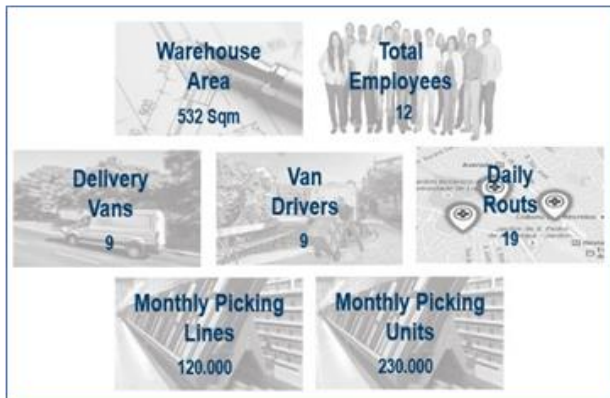 Warehouse
Area
532 Sqm
Total
Employees
12
Delivery
Vans
9
Van
Drivers
9
Daily
Routs
19
Monthly Picking
Lines
120.000
Monthly Picking
Units
230.000